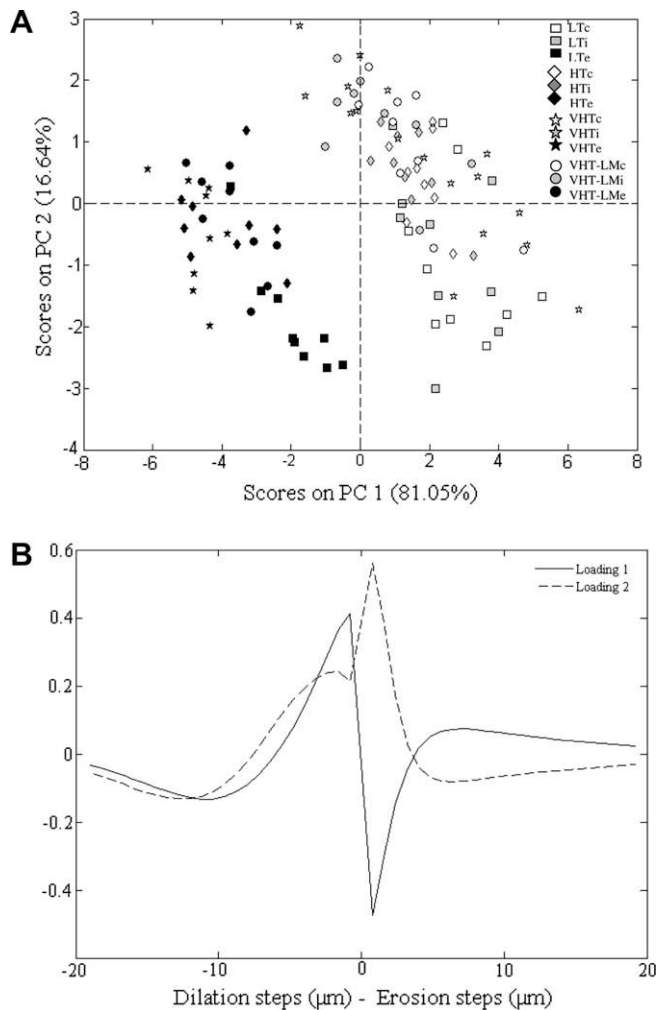 A
3
2
1
0
-1
-2
-3
-4
Scores on PC 2 (16.64%)
LTc
LTi
LTe
HTc
HTi
HTe
VHTc
VHTi
VHTe
VHT-LMc
VHT-LMi
VHT-LMe
-8
-6
-4
-2
0
2
4
6
8
Scores on PC 1 (81.05%)
B
0.6
0.4
0.2
0
-0.2
-0.4
Loading 1
Loading 2
-20
-10
0
10
20
Dilation steps (µm) - Erosion steps (µm)